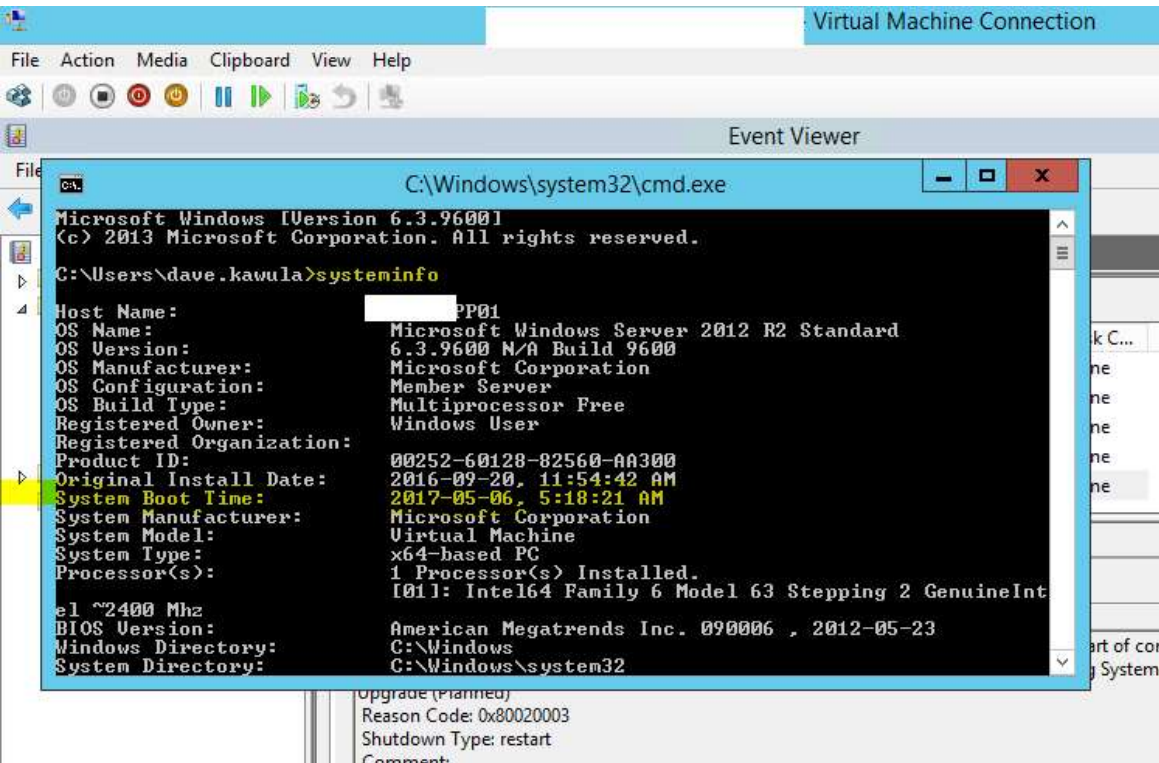 - Virtual Machine Connection
File Action Media Clipboard View Help
Event Viewer
File
C:\Windows\system32\cmd.exe
Microsoft Windows [Version 6.3.9600]
(c) 2013 Microsoft Corporation. All rights reserved.
C:\Users\dave.kawula>systeminfo
Host Name: PP01
OS Name: Microsoft Windows Server 2012 R2 Standard
OS Version: 6.3.9600 N/A Build 9600
OS Manufacturer: Microsoft Corporation
OS Configuration: Member Server
OS Build Type: Multiprocessor Free
Registered Owner: Windows User
Registered Organization:
Product ID: 00252-60128-82560-AA300
Original Install Date: 2016-09-20, 11:54:42 AM
System Boot Time: 2017-05-06, 5:18:21 AM
System Manufacturer: Microsoft Corporation
System Model: Virtual Machine
System Type: x64-based PC
Processor(s): 1 Processor(s) Installed.
[01]: Intel64 Family 6 Model 63 Stepping 2 GenuineInt
el ~2400 Mhz
BIOS Version: American Megatrends Inc. 090006 , 2012-05-23
Windows Directory: C:\Windows
System Directory: C:\Windows\system32
k C...
ne
ne
ne
ne
ne
art of cor
g System
Upgrade (Planned)
Reason Code: 0x80020003
Shutdown Type: restart
Comment: